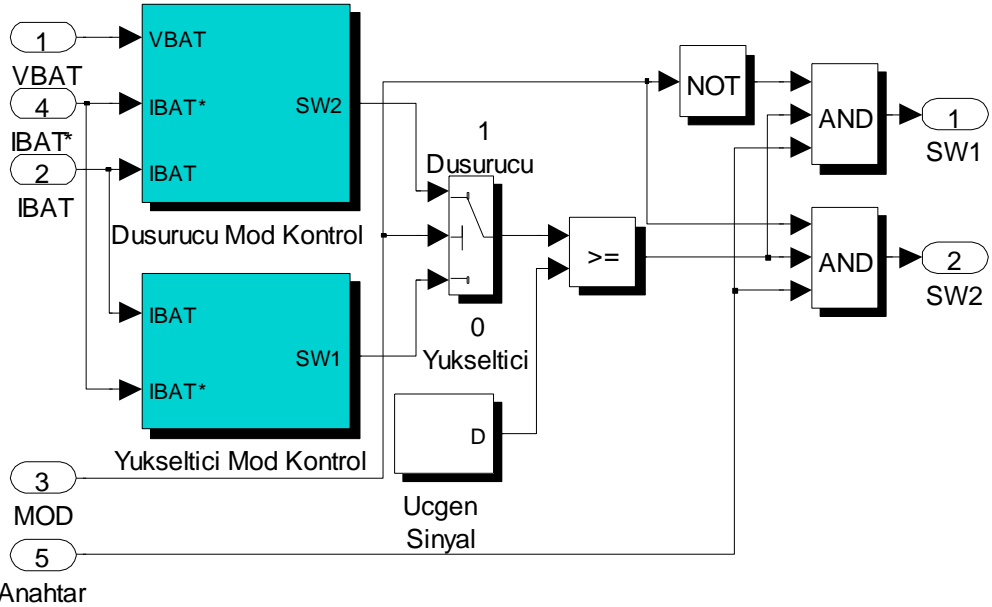 1
VBAT
4
IBAT*
2
IBAT
VBAT
IBAT*
IBAT
SW2
Dusurucu Mod Kontrol
IBAT
IBAT*
SW1
Yukseltici Mod Kontrol
3
MOD
5
Anahtar
1
Dusurucu
0
Yukseltici
D
Ucgen
Sinyal
>=
NOT
AND
AND
1
SW1
2
SW2